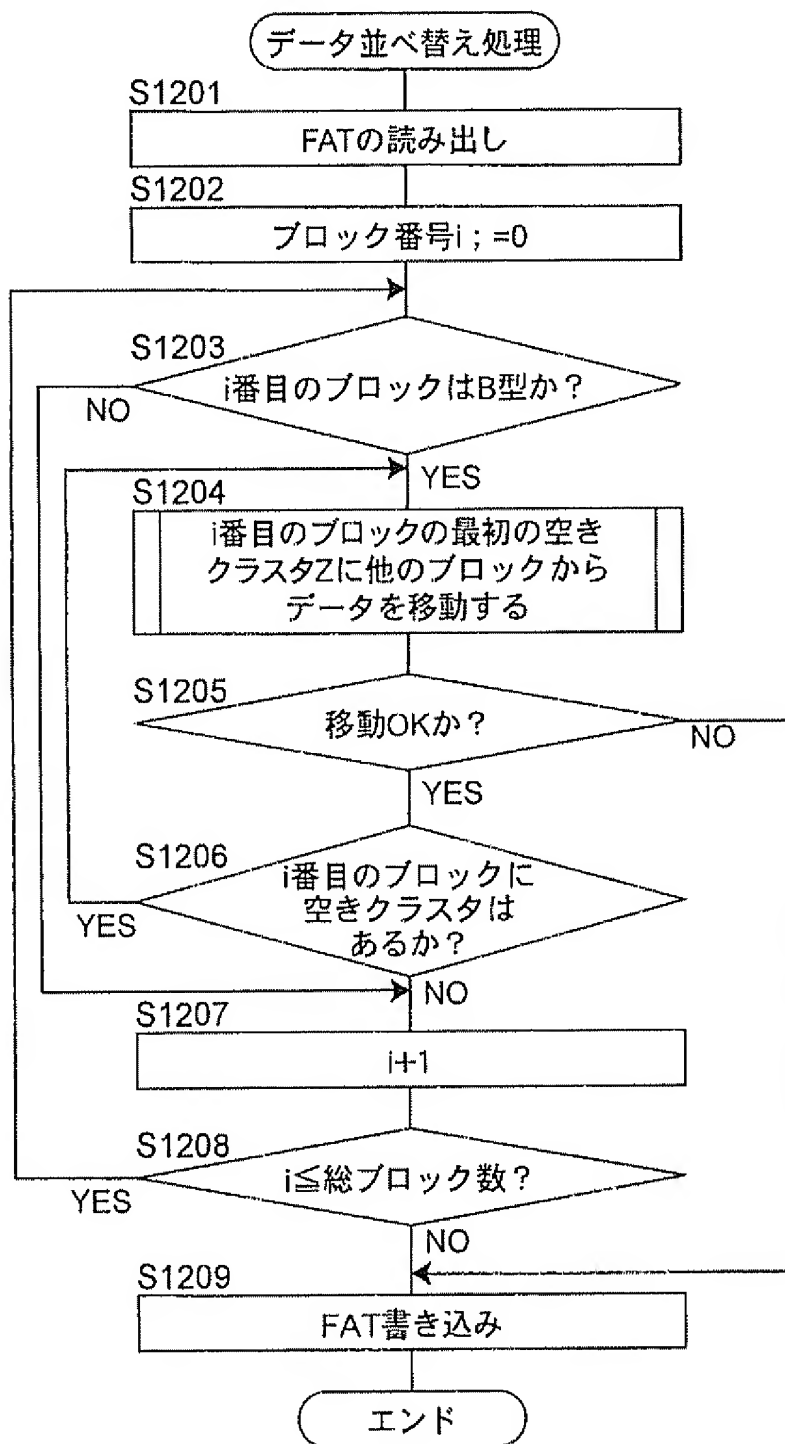 データ並べ替え処理
S1201
FATの読み出し
S1202
ブロック番号i ; =0
S1203
i番目のブロックはB型か？
NO
YES
S1204
i番目のブロックの最初の空き
クラスタZに他のブロックから
データを移動する
S1205
移動OKか？
NO
YES
S1206
i番目のブロックに
空きクラスタは
あるか？
YES
NO
S1207
i+1
S1208
i≦総ブロック数？
YES
NO
S1209
FAT書き込み
エンド